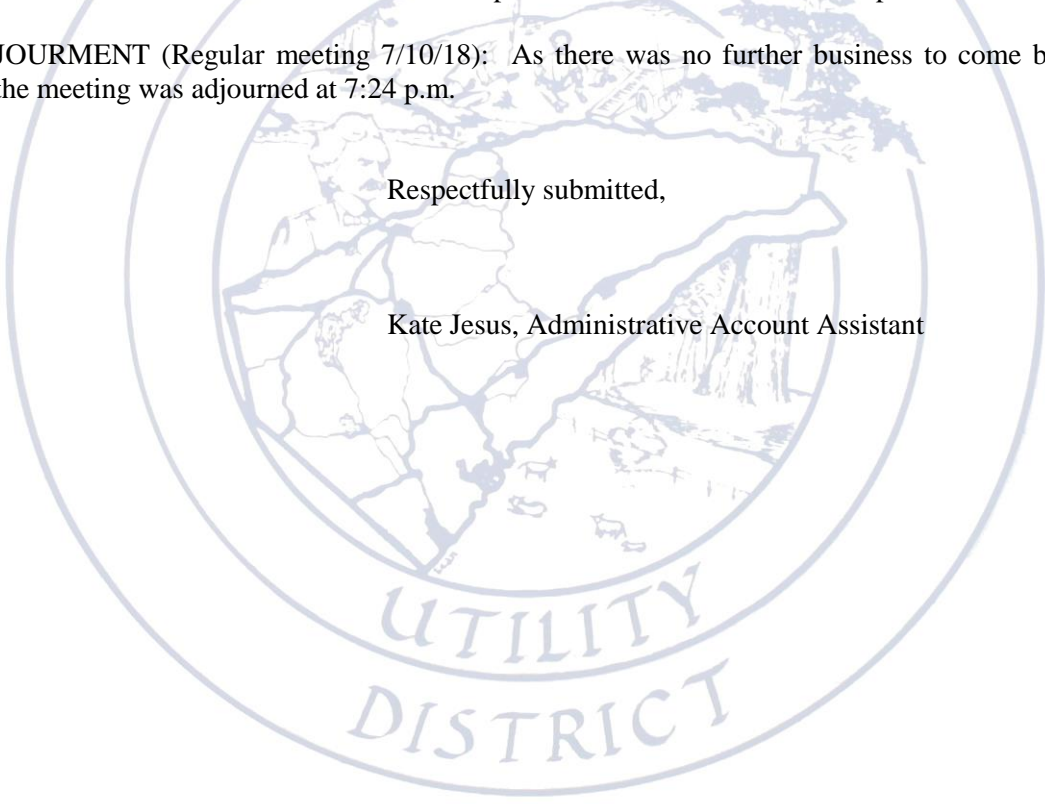 JOURMENT (Regular meeting 7/10/18): As there was no further business to come b
the meeting was adjourned at 7:24 p.m.
Respectfully submitted,
Kate Jesus, Administrative Account Assistant
UTILITY
DISTRICT